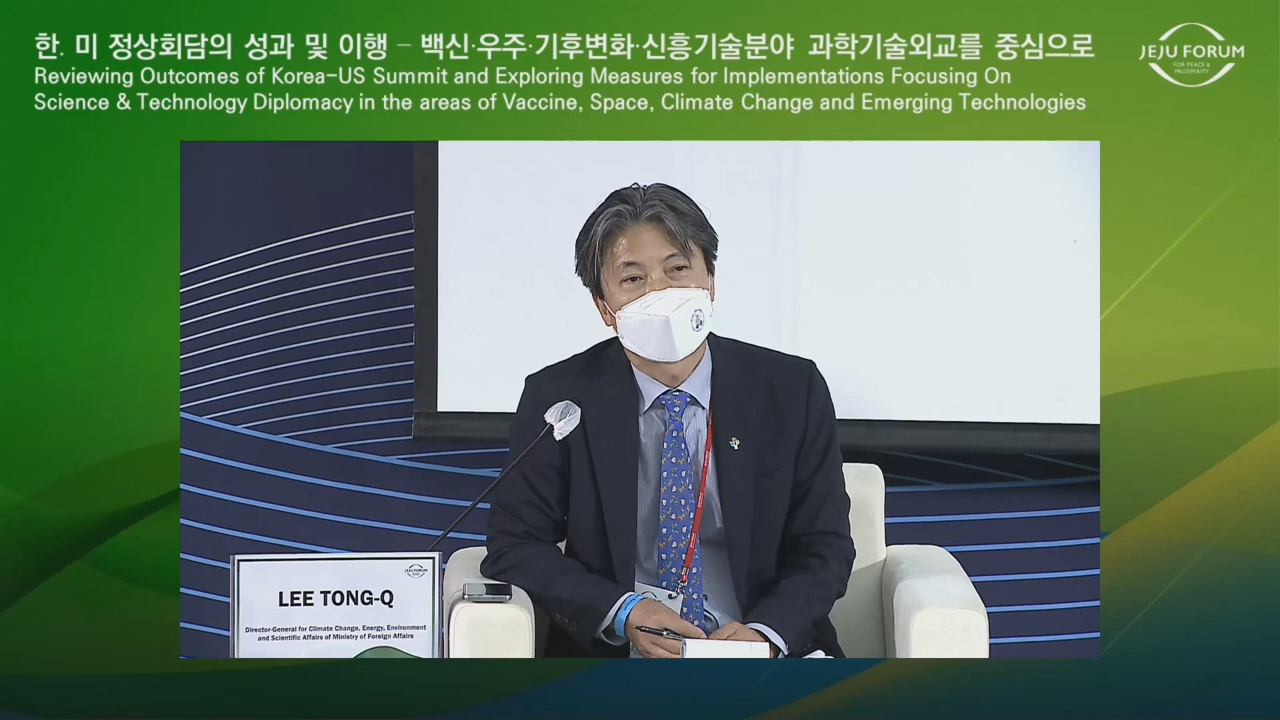 한. 미 정상회담의 성과 및 이행 – 백신·우주·기후변화·신흥기술분야 과학기술외교를 중심으로
Reviewing Outcomes of Korea-US Summit and Exploring Measures for Implementations Focusing On
Science & Technology Diplomacy in the areas of Vaccine, Space, Climate Change and Emerging Technologies
JEJU FORUM
FOR PEACE &
PROSPERITY
JEJU FORUM
LEE TONG-Q
Director-General for Climate Change, Energy, Environment
and Scientific Affairs of Ministry of Foreign Affairs